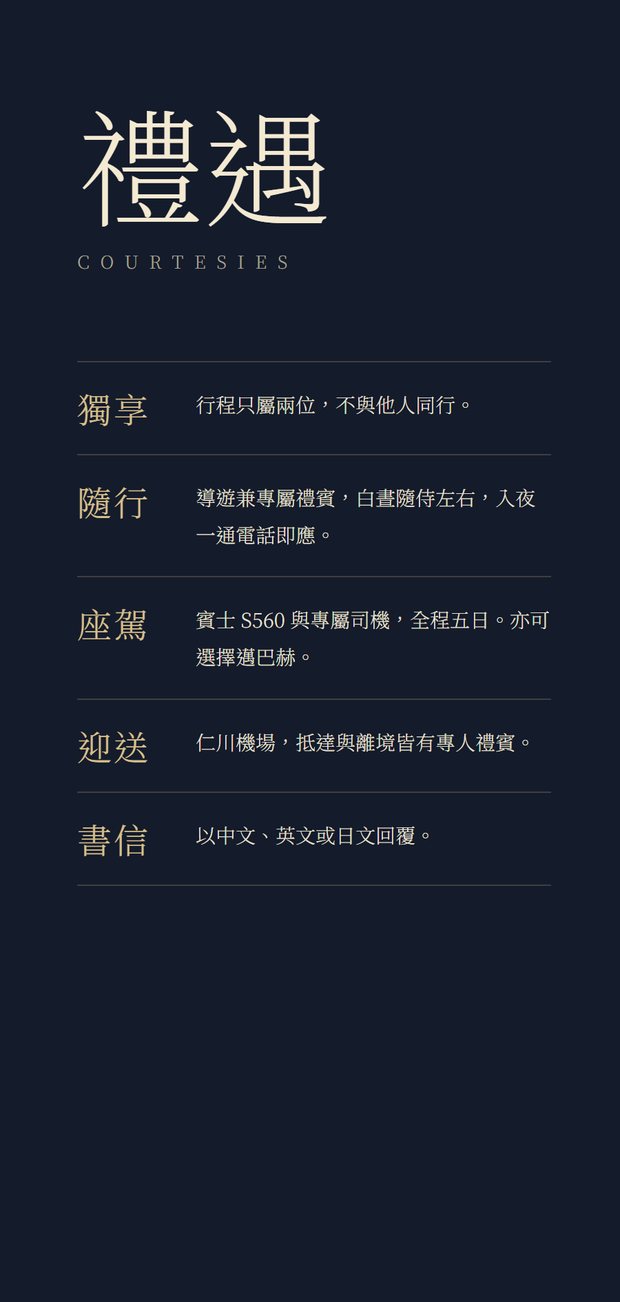 禮遇
COURTESIES
獨享
行程只屬兩位，不與他人同行。
隨行
導遊兼專屬禮賓，白晝隨侍左右，入夜
一通電話即應。
座駕
賓士 S560 與專屬司機，全程五日。亦可
選擇邁巴赫。
迎送
仁川機場，抵達與離境皆有專人禮賓。
書信
以中文、英文或日文回覆。